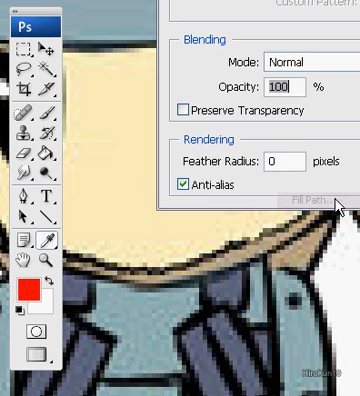 Custom Pattern:
Ps
Blending
Mode: Normal
Opacity: 100 %
Preserve Transparency
Rendering
Feather Radius: 0 pixels
Anti-alias
Fill Path...
T
HiroKun10